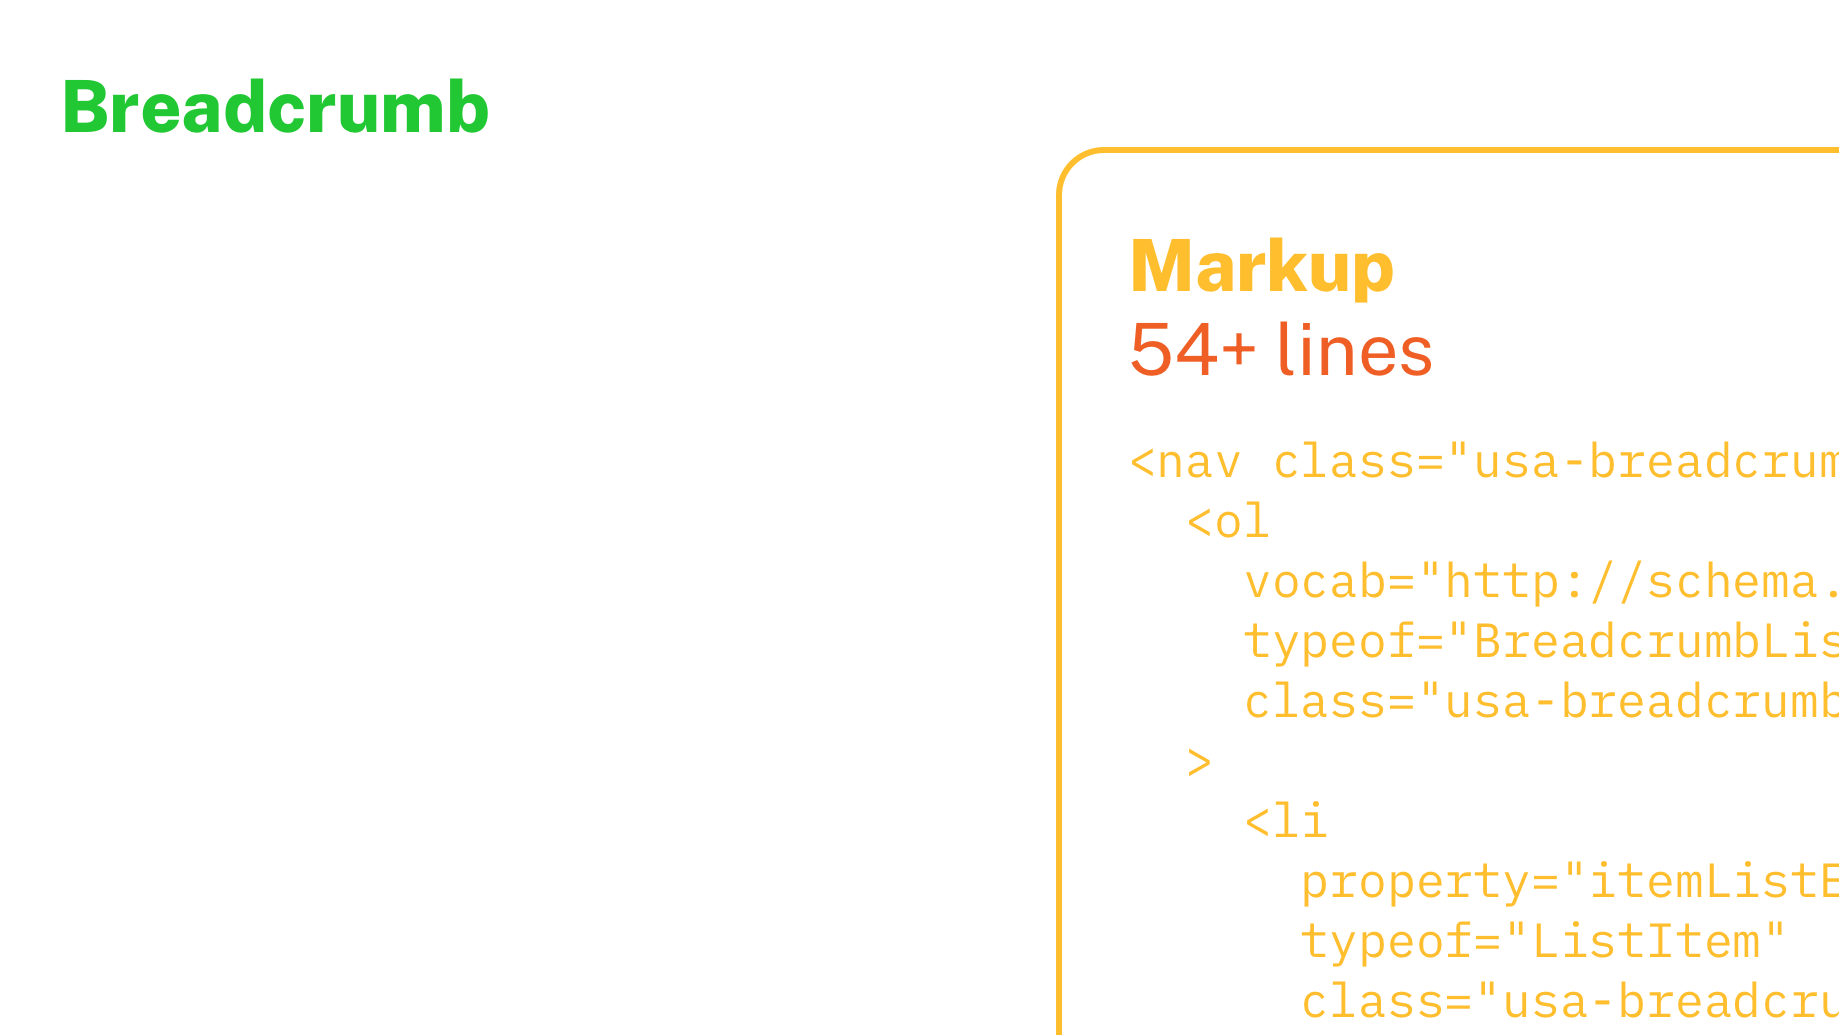 Breadcrumb
Markup
54+ lines
<nav class="usa-breadcrum
<ol
vocab="http://schema.
typeof="BreadcrumbLis
class="usa-breadcrumb
>
<li
property="itemListE
typeof="ListItem"
class="usa-breadcru